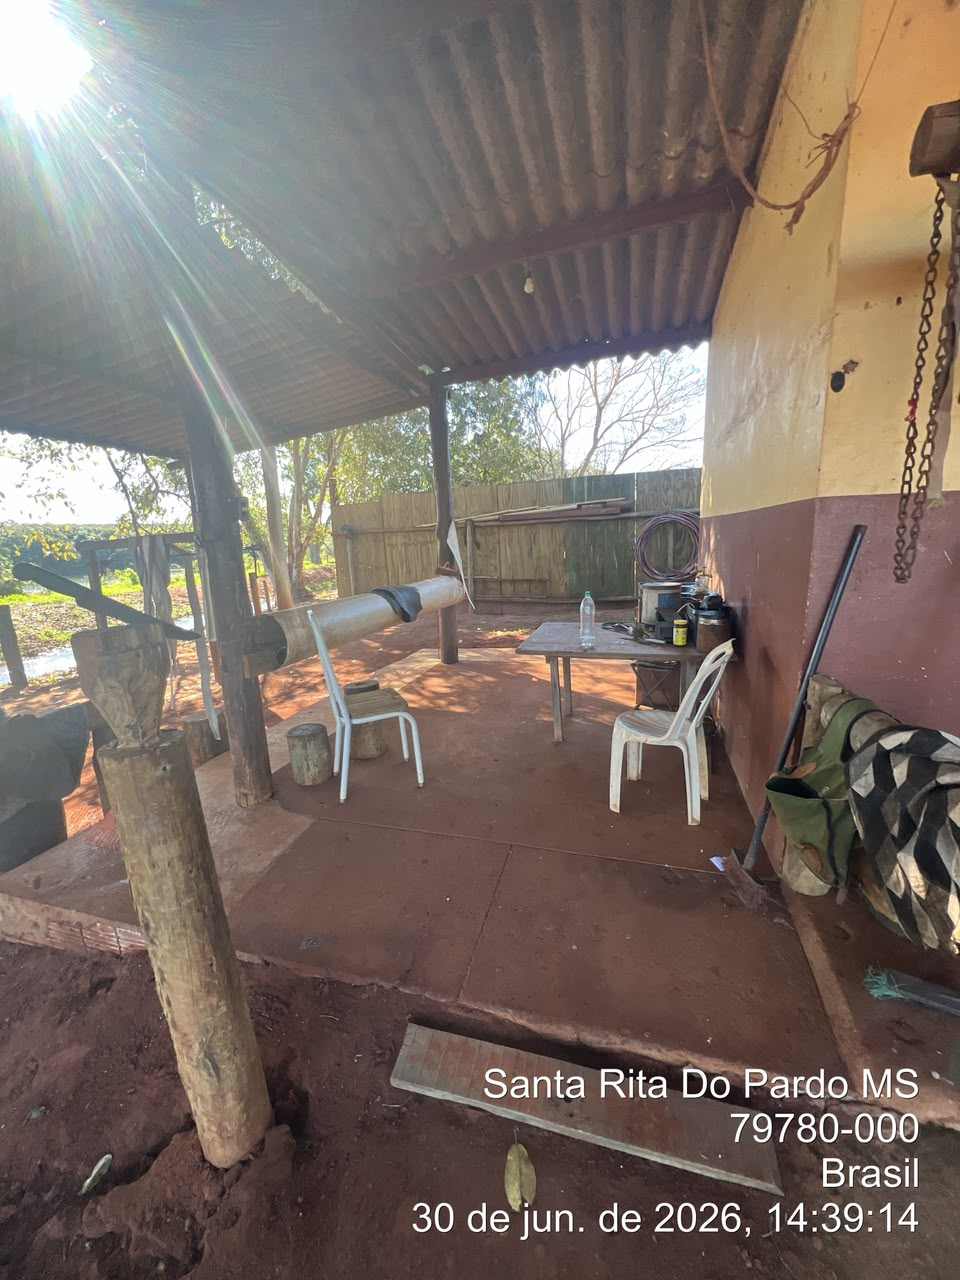 Santa Rita Do Pardo MS
79780-000
Brasil
30 de jun. de 2026, 14:39:14